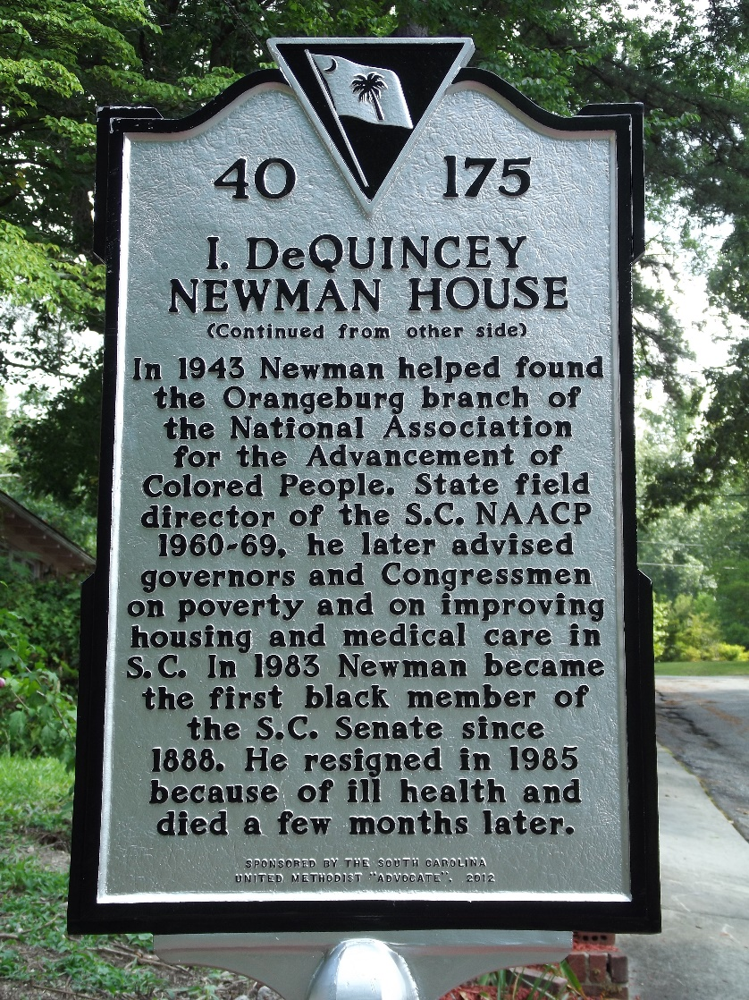 40 175
I. DeQUINCEY
NEWMAN HOUSE
(Continued from other side)
In 1943 Newman helped found
the Orangeburg branch of
the National Association
for the Advancement of
Colored People. State field
director of the S.C. NAACP
1960-69, he later advised
governors and Congressmen
on poverty and on improving
housing and medical care in
S.C. In 1983 Newman became
the first black member of
the S.C. Senate since
1888. He resigned in 1985
because of ill health and
died a few months later.
SPONSORED BY THE SOUTH CAROLINA
UNITED METHODIST "ADVOCATE", 2012